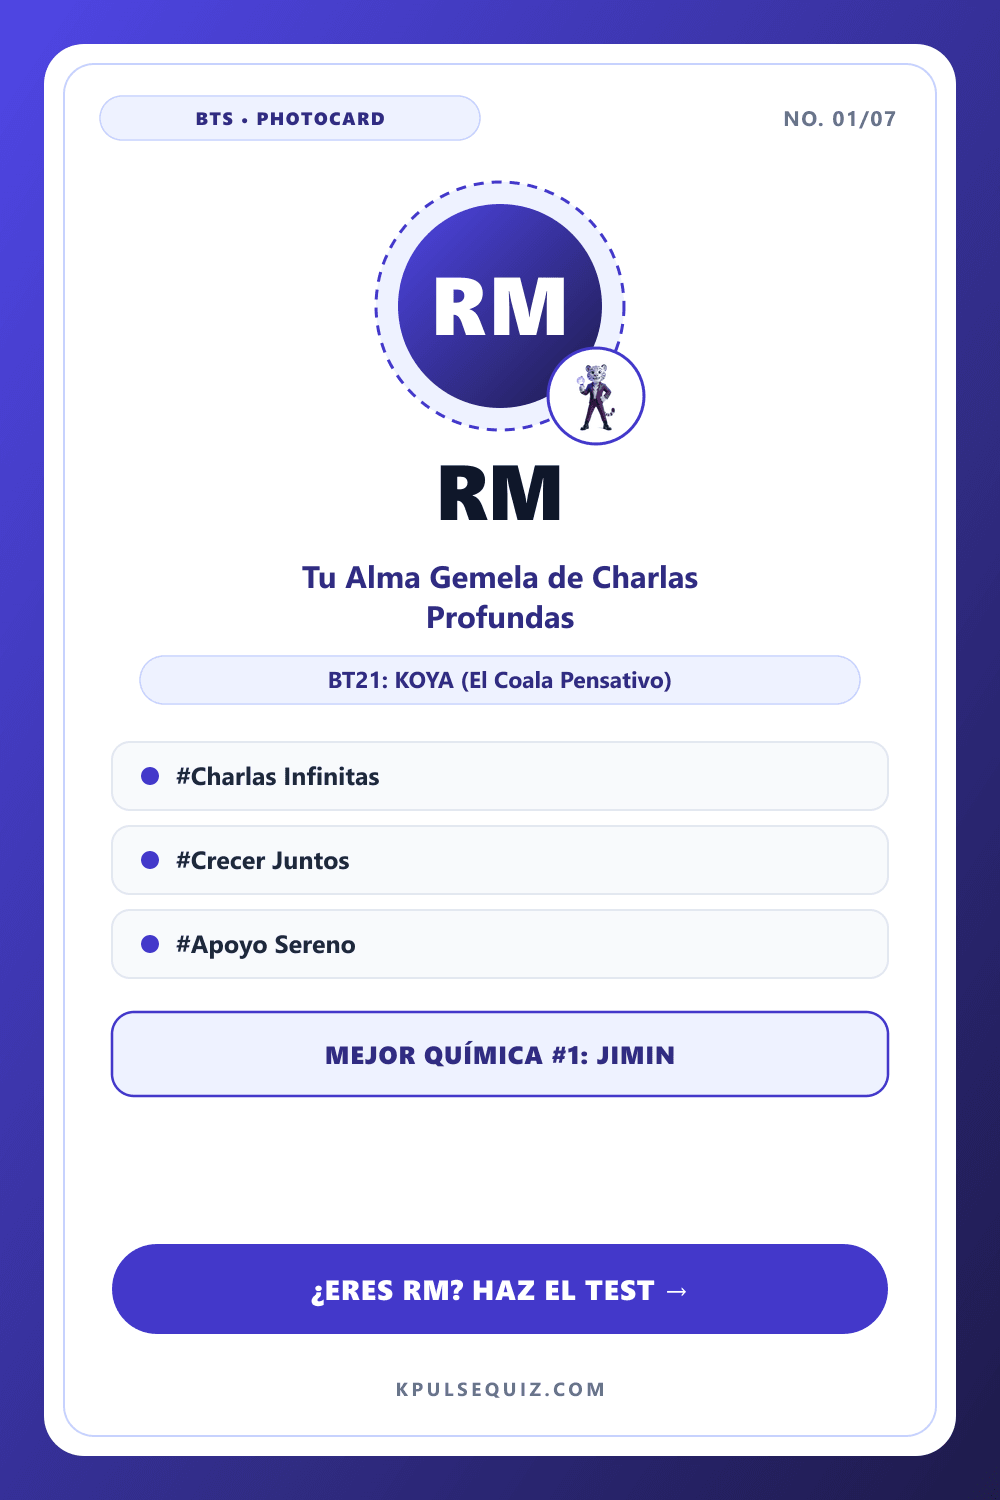 BTS • PHOTOCARD
NO. 01/07
RM
RM
Tu Alma Gemela de Charlas
Profundas
BT21: KOYA (El Coala Pensativo)
#Charlas Infinitas
#Crecer Juntos
#Apoyo Sereno
MEJOR QUÍMICA #1: JIMIN
¿ERES RM? HAZ EL TEST →
KPULSEQUIZ.COM